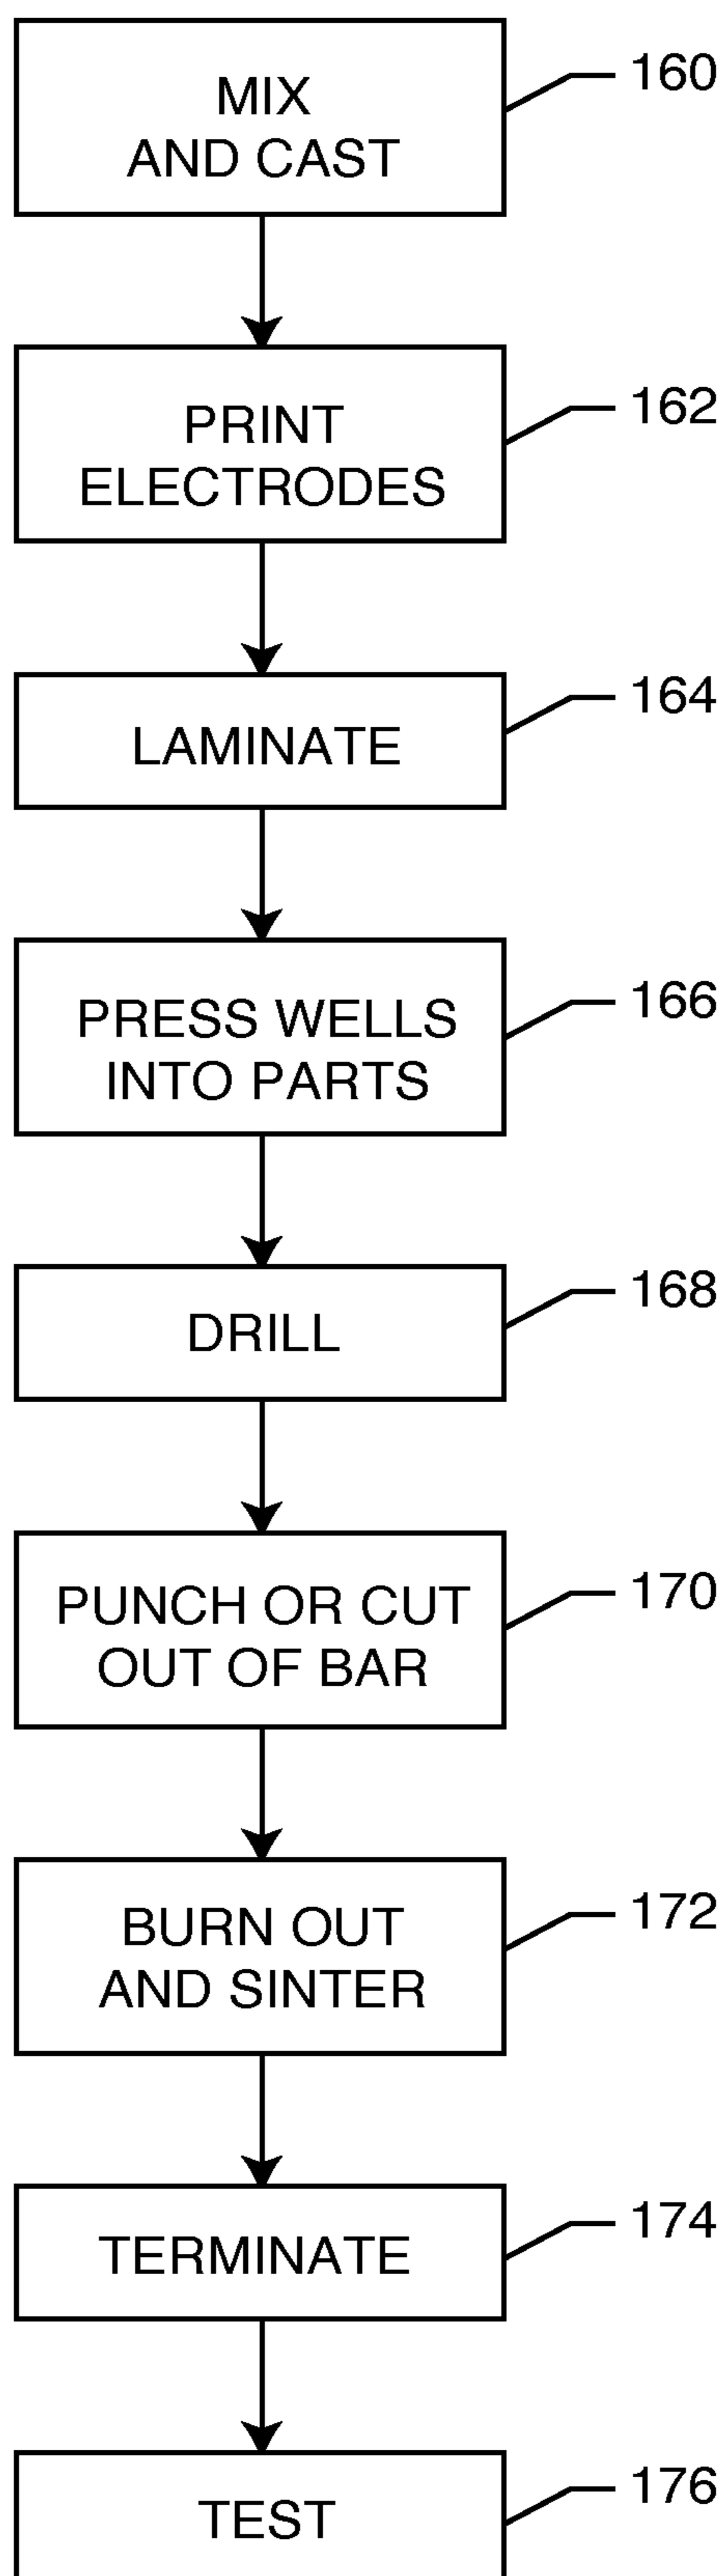 MIX
AND CAST
160
PRINT
ELECTRODES
162
LAMINATE
164
PRESS WELLS
INTO PARTS
166
DRILL
168
PUNCH OR CUT
OUT OF BAR
170
BURN OUT
AND SINTER
172
TERMINATE
174
TEST
176